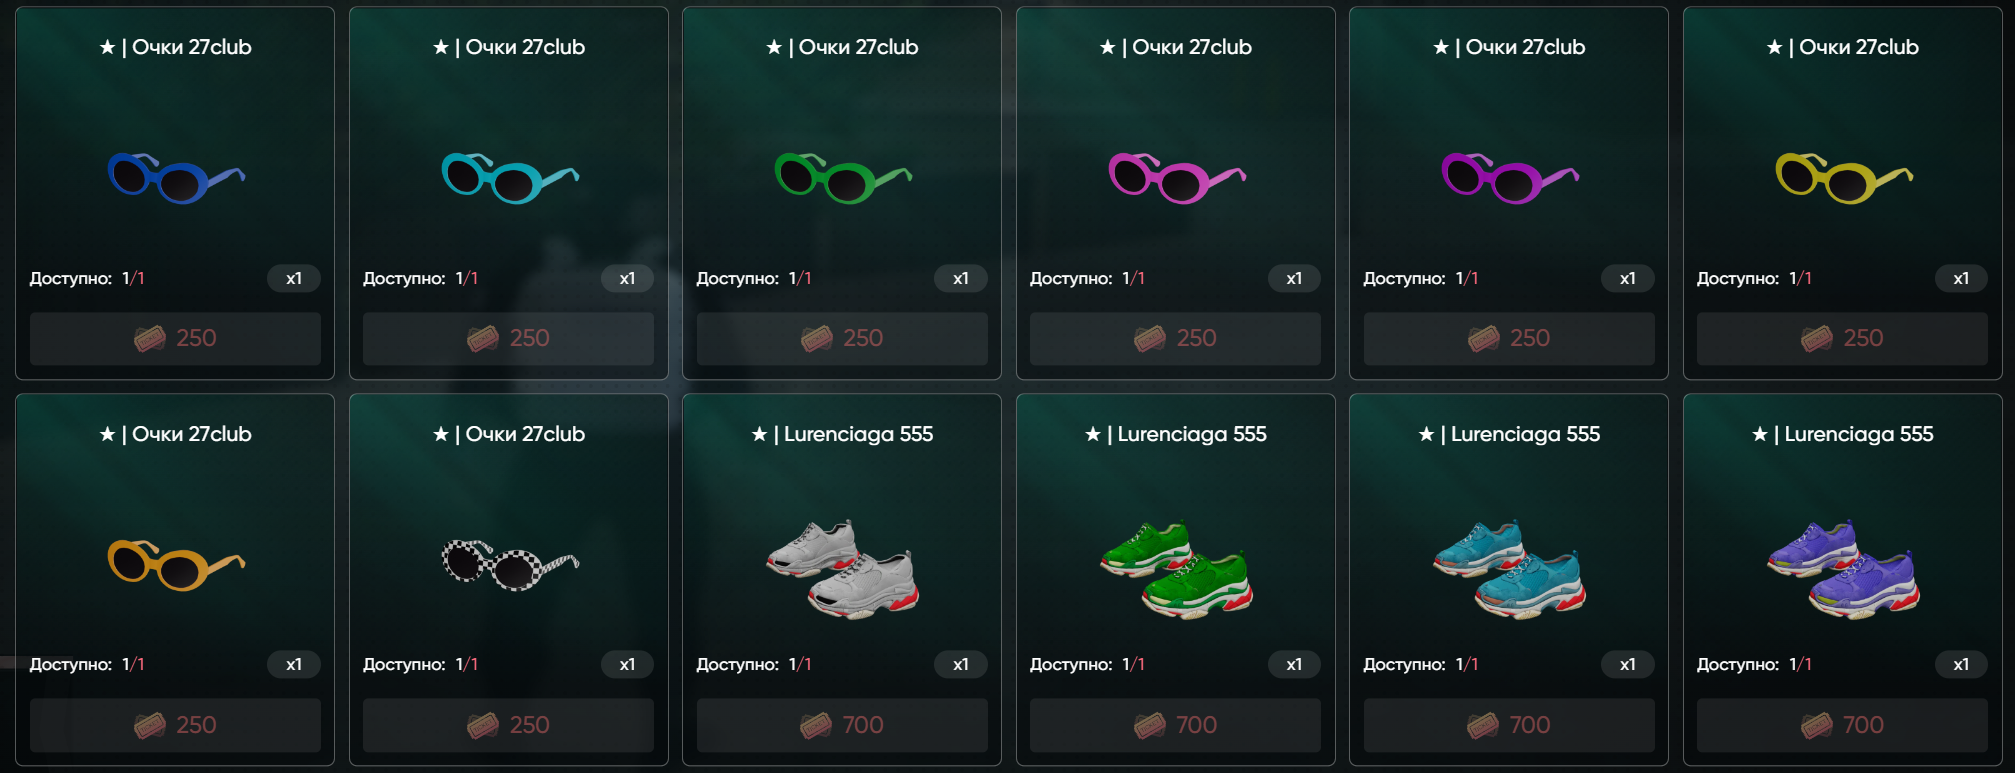 ★ | Очки 27club
★ | Очки 27club
★ | Очки 27club
★ | Очки 27club
★ | Очки 27club
★ | Очки 27club
Доступно: 1/1 x1
Доступно: 1/1 x1
Доступно: 1/1 x1
Доступно: 1/1 x1
Доступно: 1/1 x1
Доступно: 1/1 x1
250
250
250
250
250
250
★ | Очки 27club
★ | Очки 27club
★ | Lurenciaga 555
★ | Lurenciaga 555
★ | Lurenciaga 555
★ | Lurenciaga 555
Доступно: 1/1 x1
Доступно: 1/1 x1
Доступно: 1/1 x1
Доступно: 1/1 x1
Доступно: 1/1 x1
Доступно: 1/1 x1
250
250
700
700
700
700